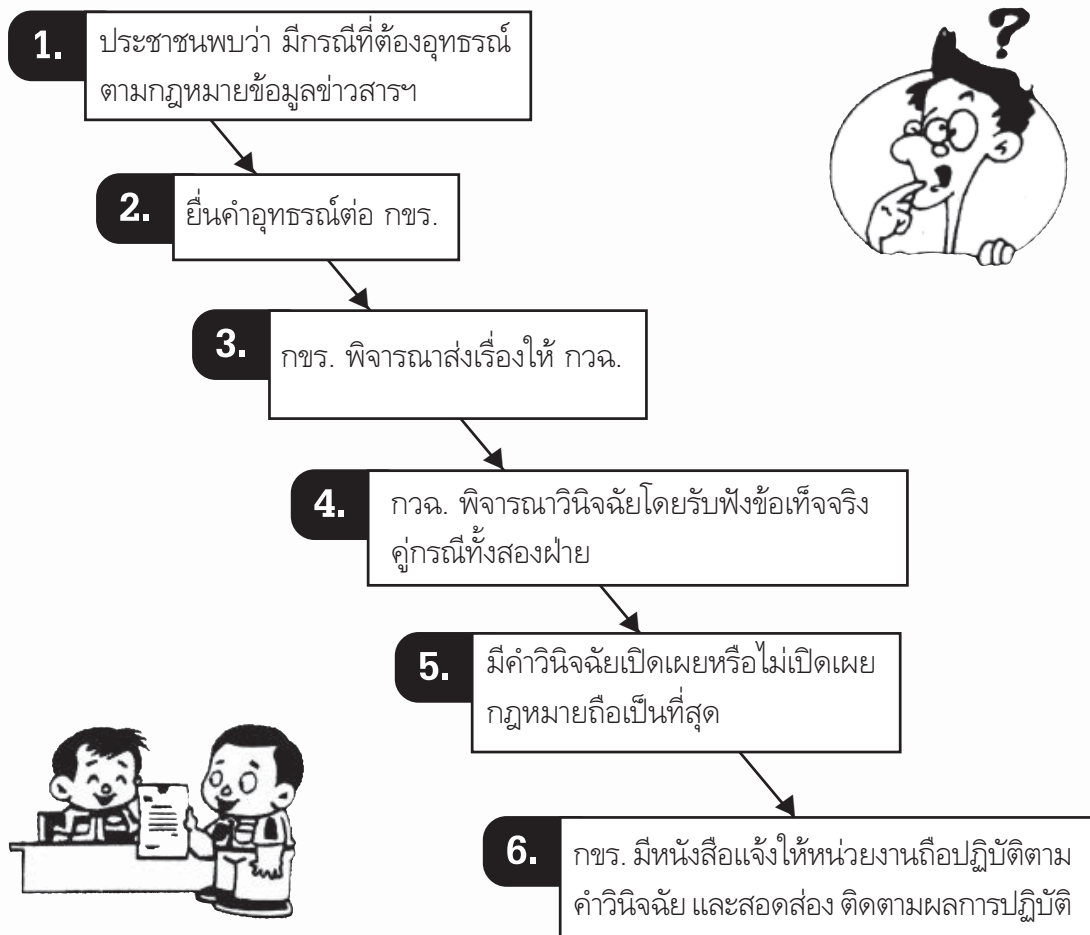 1.
ประชาชนพบว่า มีกรณีที่ต้องอุทธรณ์
ตามกฎหมายข้อมูลข่าวสารฯ
?
2.
ยื่นคำอุทธรณ์ต่อ กขร.
3.
กขร. พิจารณาส่งเรื่องให้ กวฉ.
4.
กวฉ. พิจารณาวินิจฉัยโดยรับฟังข้อเท็จจริง
คู่กรณีทั้งสองฝ่าย
5.
มีคำวินิจฉัยเปิดเผยหรือไม่เปิดเผย
กฎหมายถือเป็นที่สุด
6.
กขร. มีหนังสือแจ้งให้หน่วยงานถือปฏิบัติตาม
คำวินิจฉัย และสอดส่อง ติดตามผลการปฏิบัติ